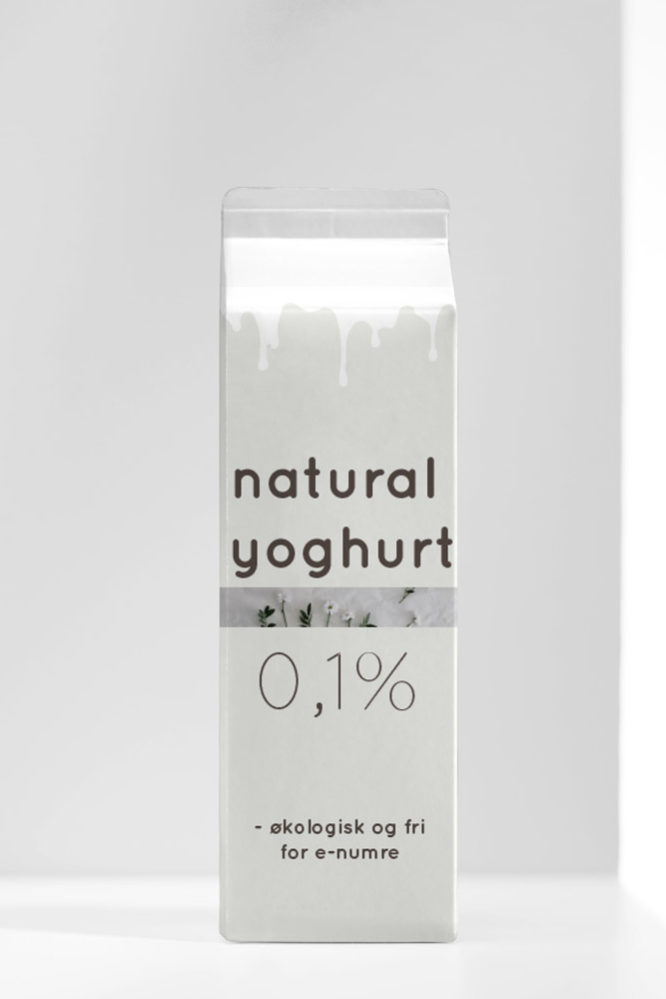 natural
yoghurt
0,1%
- økologisk og fri
for e-numre